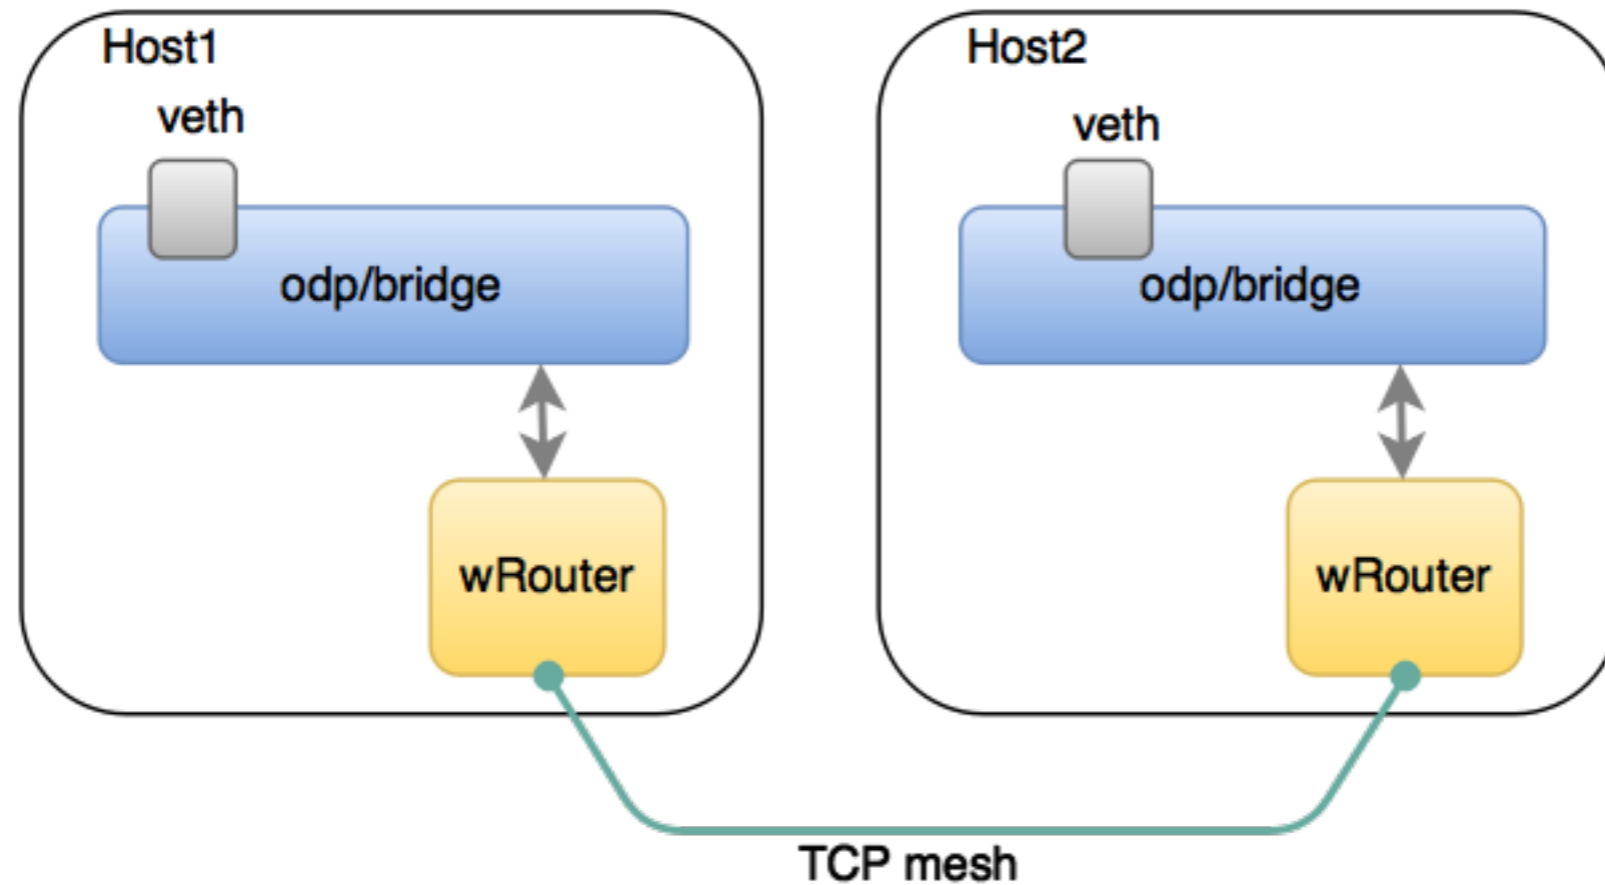 Host1
veth
odp/bridge
wRouter
Host2
veth
odp/bridge
wRouter
TCP mesh